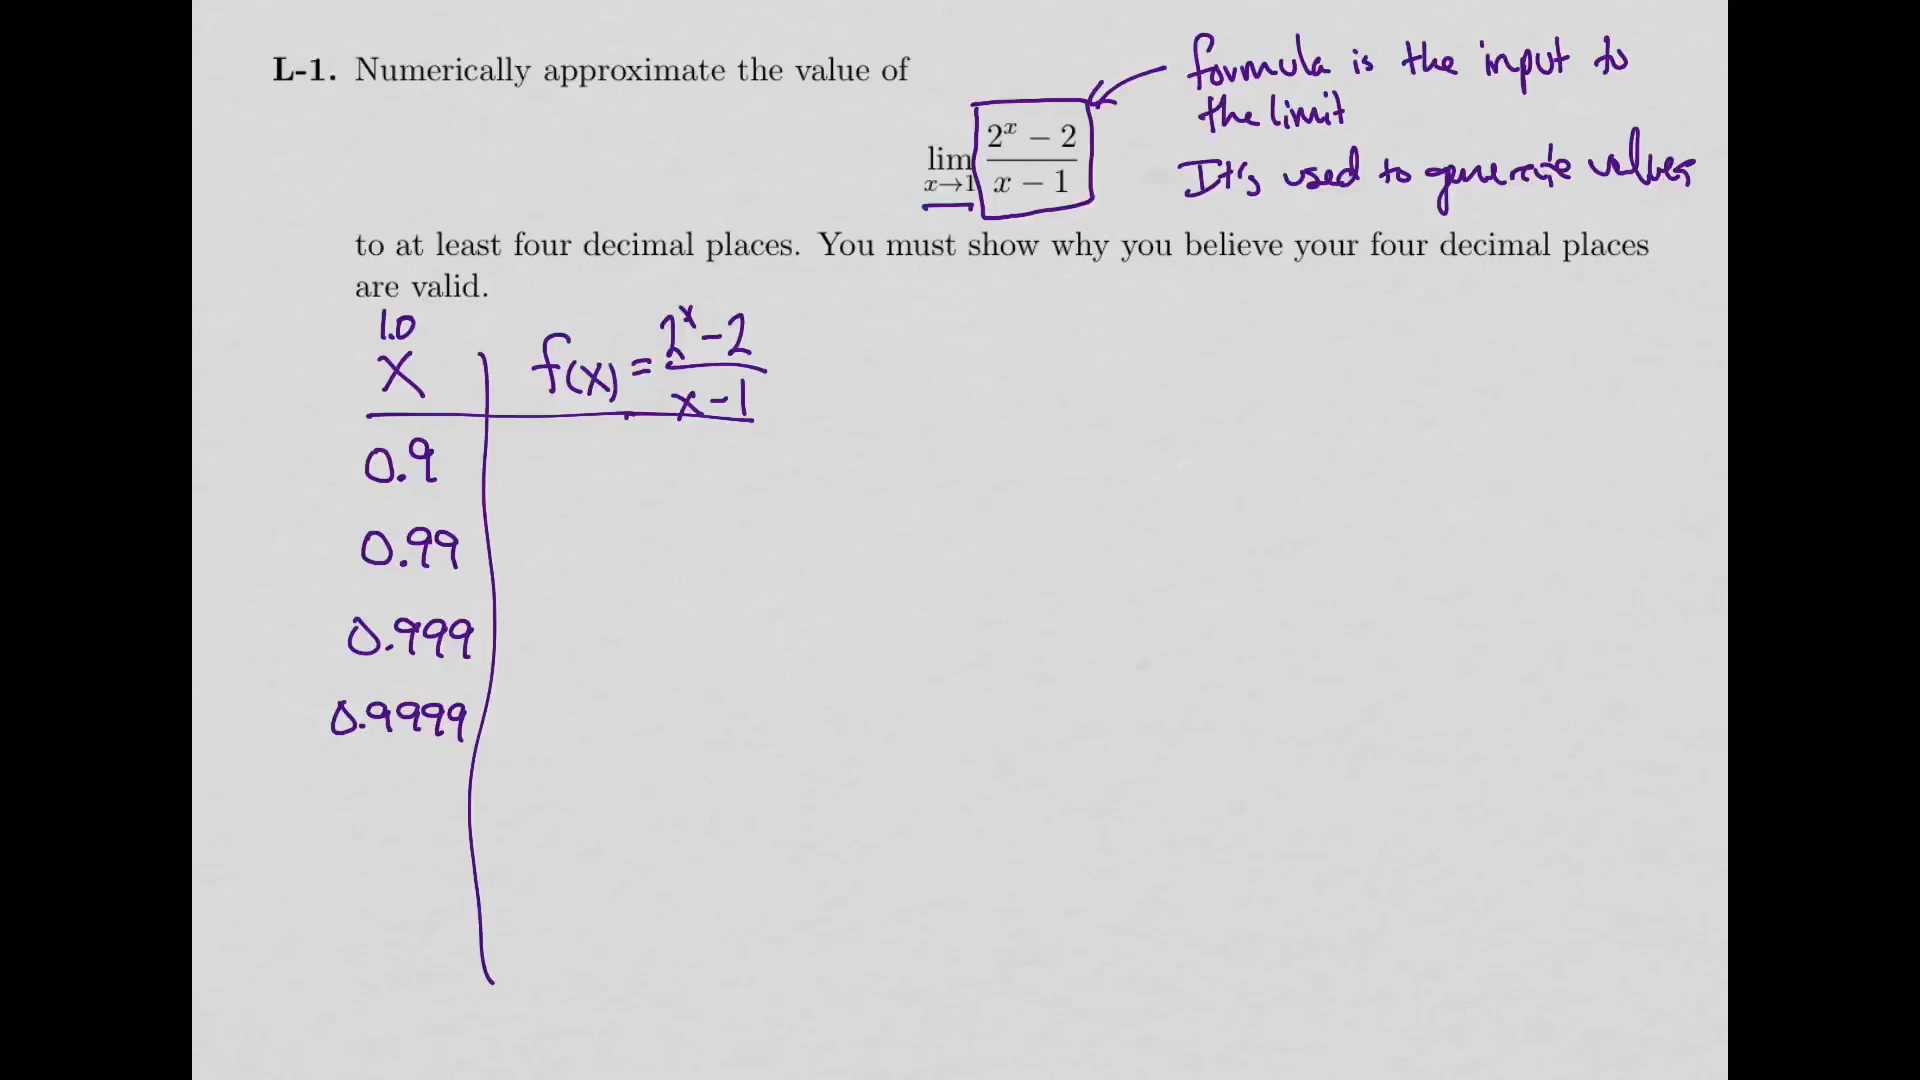 L-1. Numerically approximate the value of
formula is the input to
the limit
lim x→1 (2^x − 2)/(x − 1)
It's used to generate values
to at least four decimal places. You must show why you believe your four decimal places
are valid.
1.0
x f(x) = (2^x − 2)/(x − 1)
0.9
0.99
0.999
0.9999